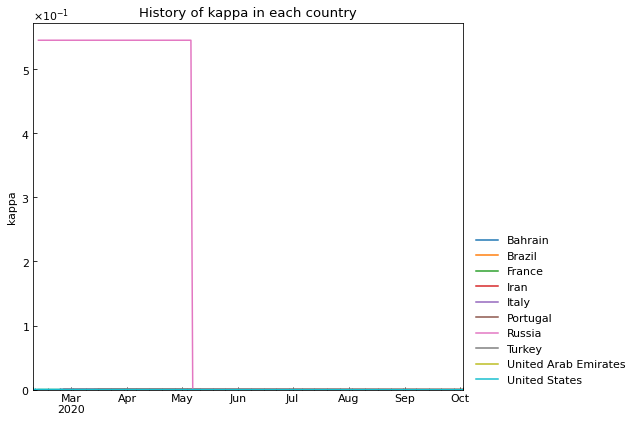 History of kappa in each country
×10⁻¹
5
4
3
2
1
0
kappa
Mar
2020
Apr
May
Jun
Jul
Aug
Sep
Oct
Bahrain
Brazil
France
Iran
Italy
Portugal
Russia
Turkey
United Arab Emirates
United States